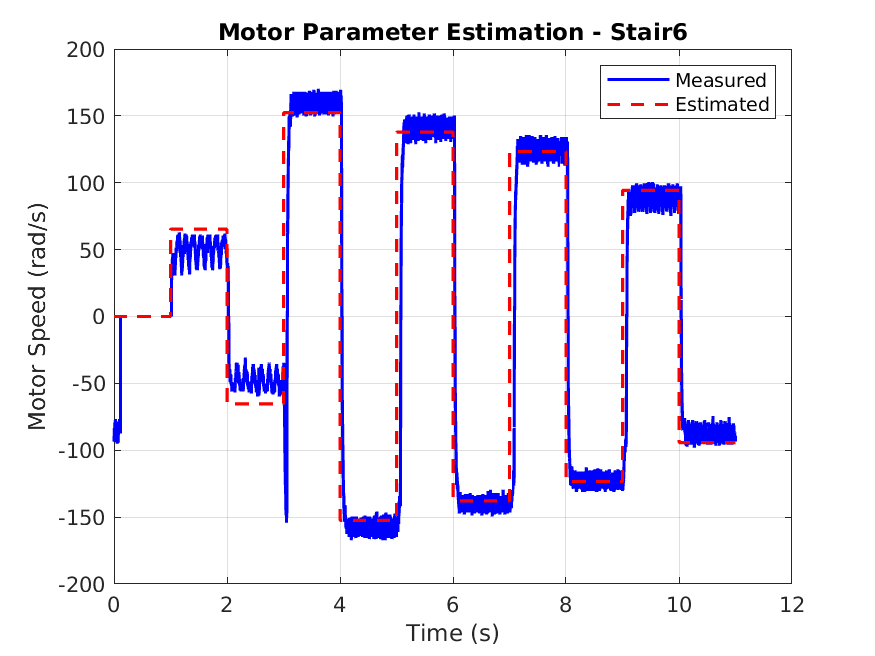 Motor Parameter Estimation - Stair6
Measured
Estimated
Motor Speed (rad/s)
200
150
100
50
0
-50
-100
-150
-200
0 2 4 6 8 10 12
Time (s)